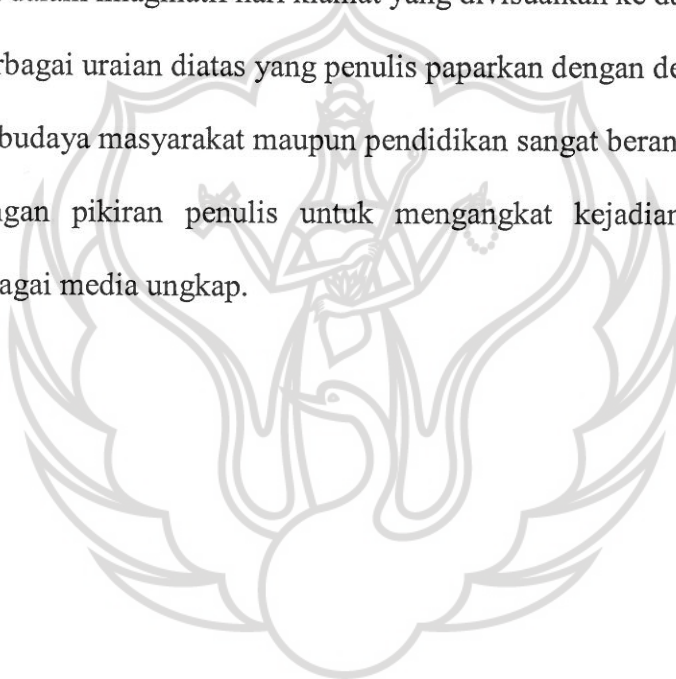 dalam imaginatif hari kiamat yang divisualkan ke da
rbagai uraian diatas yang penulis paparkan dengan de
budaya masyarakat maupun pendidikan sangat beran
ngan pikiran penulis untuk mengangkat kejadian
agai media ungkap.